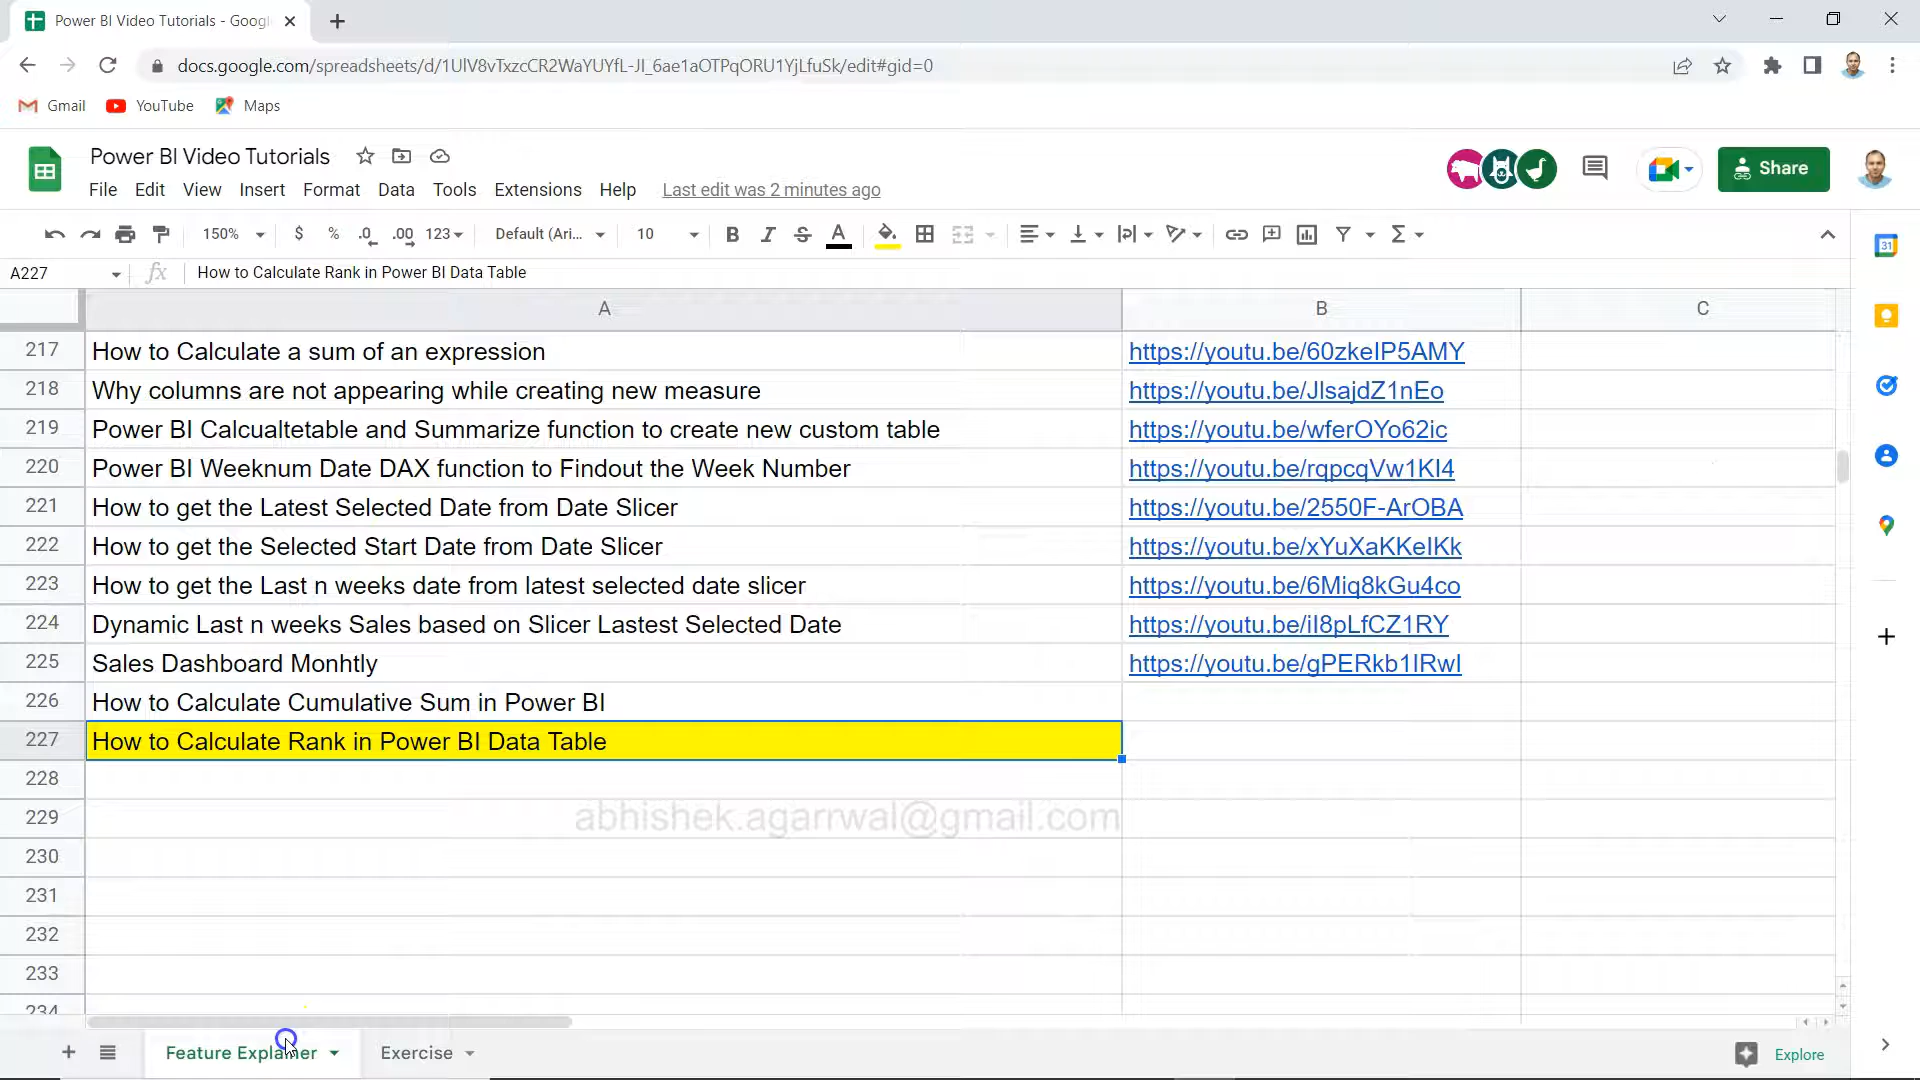 Power BI Video Tutorials - Googl
docs.google.com/spreadsheets/d/1UlV8vTxzcCR2WaYUYfL-JI_6ae1aOTPqORU1YjLfuSk/edit#gid=0
Gmail YouTube Maps
Power BI Video Tutorials
Share
File Edit View Insert Format Data Tools Extensions Help Last edit was 2 minutes ago
150% $ % .0 .00 123 Default (Ari... 10 B I S A
31
A227 fx How to Calculate Rank in Power BI Data Table
A B C
217 How to Calculate a sum of an expression https://youtu.be/60zkeIP5AMY
218 Why columns are not appearing while creating new measure https://youtu.be/JlsajdZ1nEo
219 Power BI Calcualtetable and Summarize function to create new custom table https://youtu.be/wferOYo62ic
220 Power BI Weeknum Date DAX function to Findout the Week Number https://youtu.be/rqpcqVw1KI4
221 How to get the Latest Selected Date from Date Slicer https://youtu.be/2550F-ArOBA
222 How to get the Selected Start Date from Date Slicer https://youtu.be/xYuXaKKeIKk
223 How to get the Last n weeks date from latest selected date slicer https://youtu.be/6Miq8kGu4co
224 Dynamic Last n weeks Sales based on Slicer Lastest Selected Date https://youtu.be/iI8pLfCZ1RY
225 Sales Dashboard Monhtly https://youtu.be/gPERkb1IRwI
226 How to Calculate Cumulative Sum in Power BI
227 How to Calculate Rank in Power BI Data Table
228
229 abhishek.agarrwal@gmail.com
230
231
232
233
234
Feature Explainer Exercise Explore